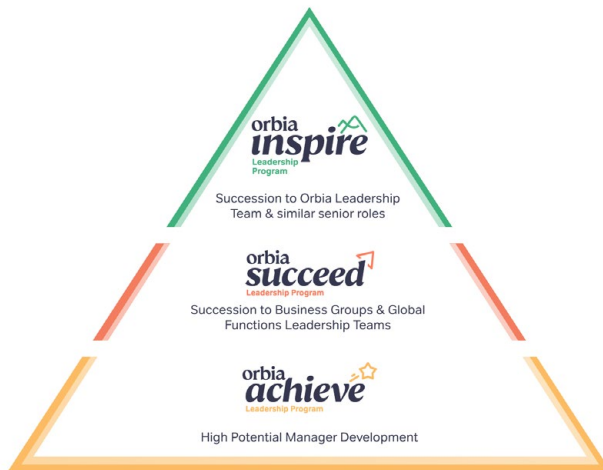 orbia
inspire
Leadership
Program
Succession to Orbia Leadership
Team & similar senior roles
orbia
succeed
Leadership Program
Succession to Business Groups & Global
Functions Leadership Teams
orbia
achieve
Leadership Program
High Potential Manager Development